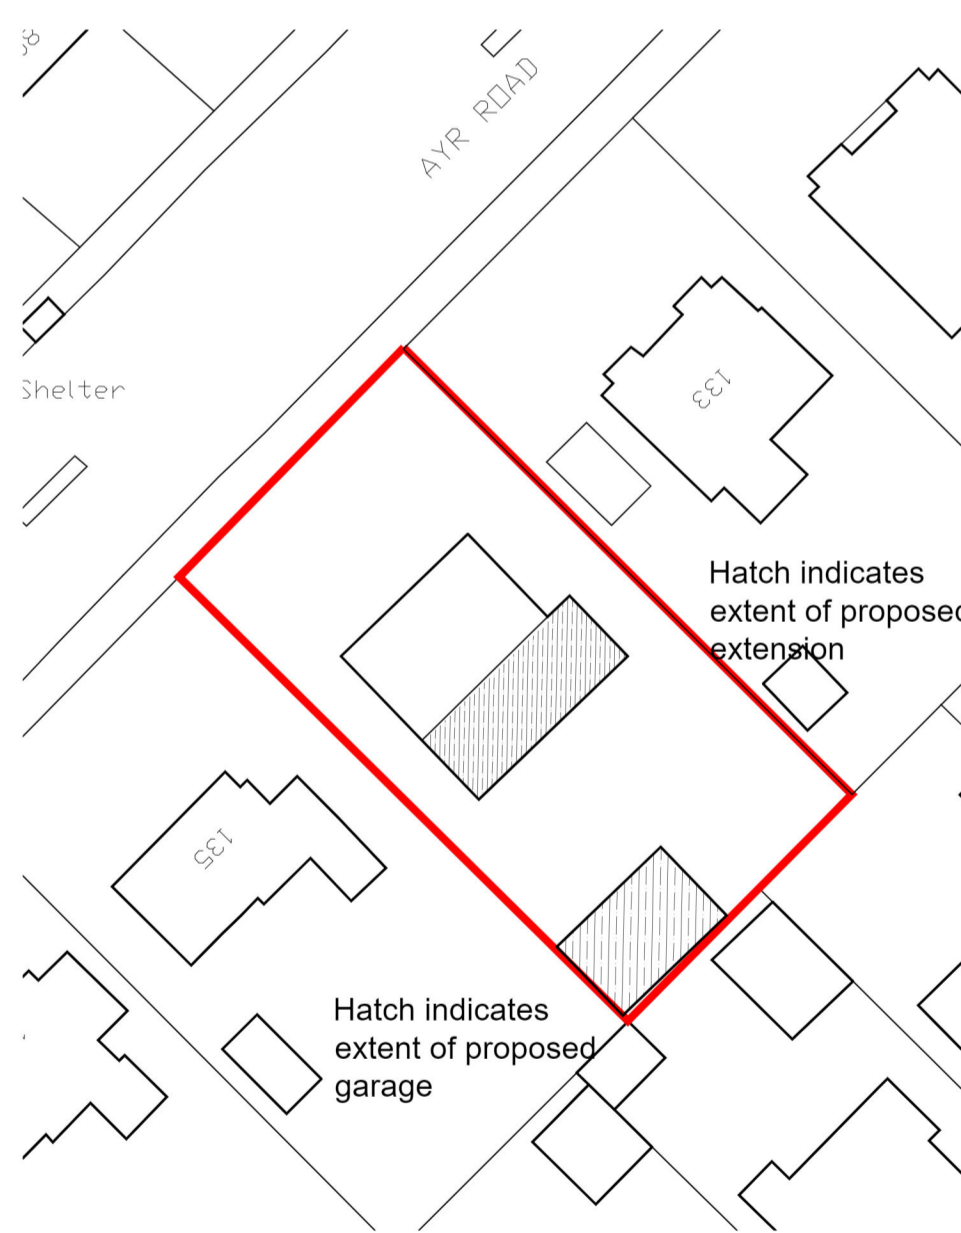 AYR ROAD
Shelter
133
Hatch indicates
extent of proposed
extension
135
Hatch indicates
extent of proposed
garage